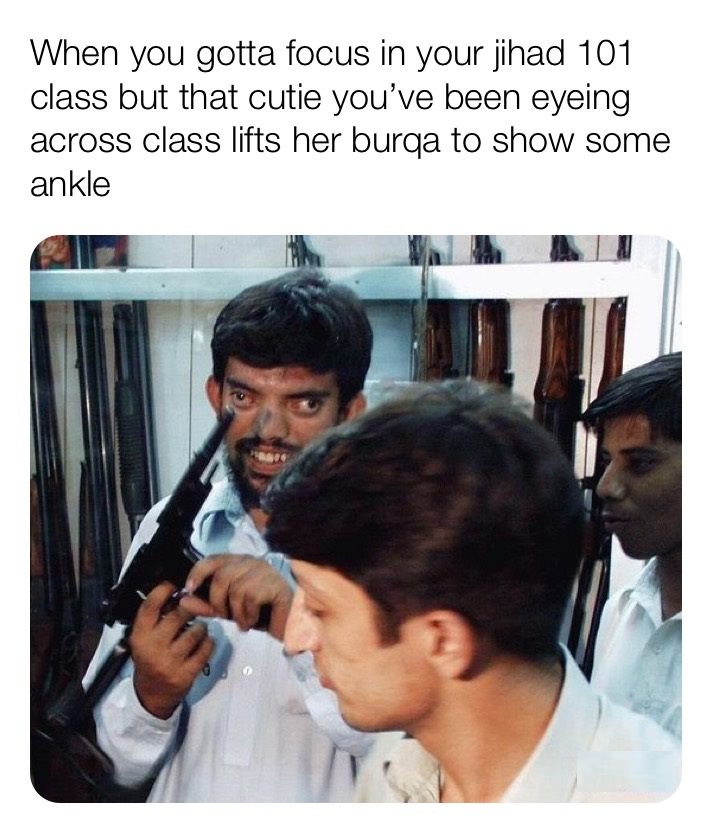 When you gotta focus in your jihad 101
class but that cutie you’ve been eyeing
across class lifts her burqa to show some
ankle